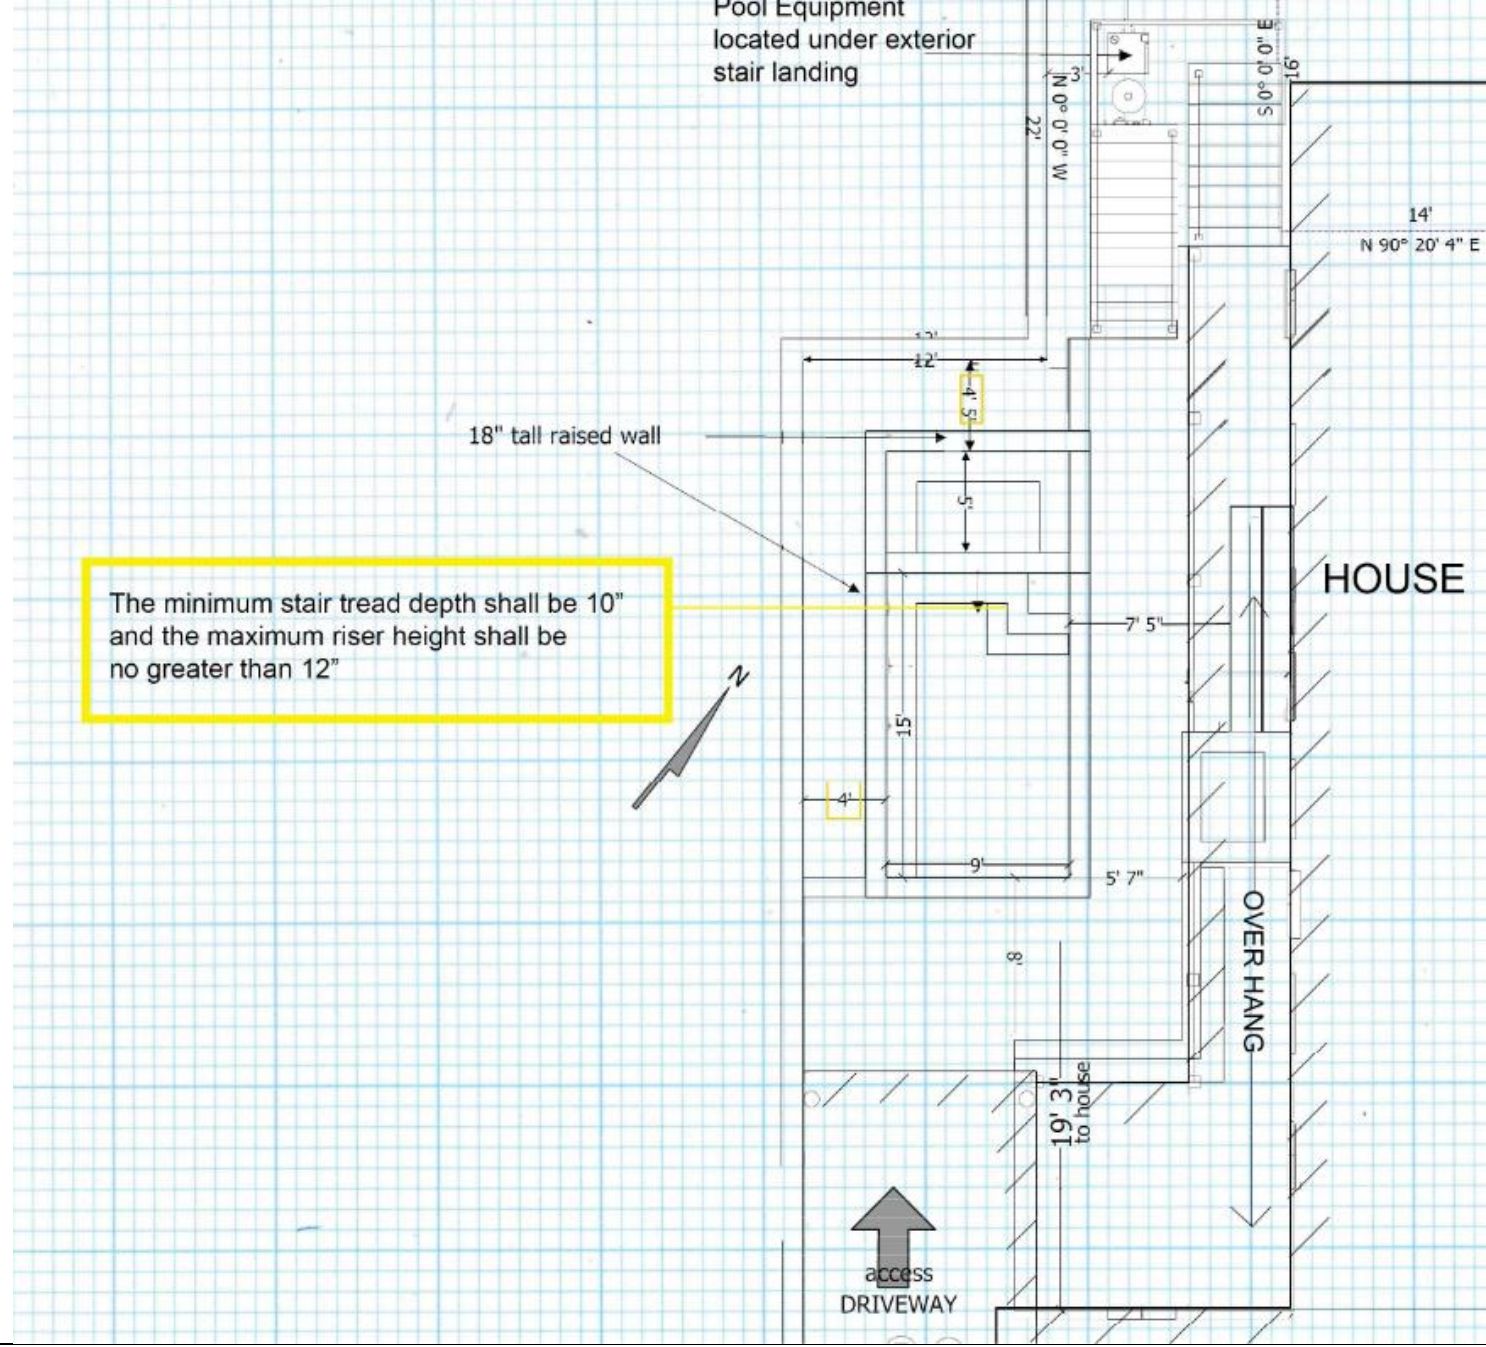 Pool Equipment
located under exterior
stair landing
3'
22'
N 0° 0' 0" W
S 0° 0' 0" E
16'
14'
N 90° 20' 4" E
12'
12'
4' 5"
18" tall raised wall
5'
HOUSE
The minimum stair tread depth shall be 10”
and the maximum riser height shall be
no greater than 12”
7' 5"
N
15'
4'
9'
5' 7"
OVER HANG
8'
19' 3"
to house
access
DRIVEWAY